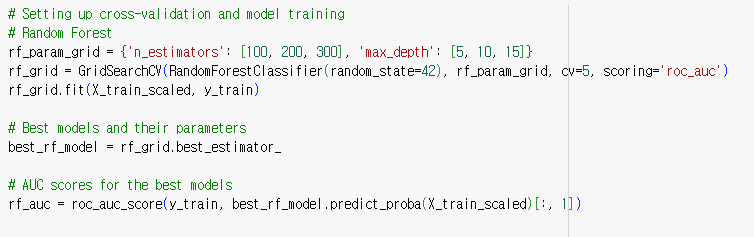 # Setting up cross-validation and model training
# Random Forest
rf_param_grid = {'n_estimators': [100, 200, 300], 'max_depth': [5, 10, 15]}
rf_grid = GridSearchCV(RandomForestClassifier(random_state=42), rf_param_grid, cv=5, scoring='roc_auc')
rf_grid.fit(X_train_scaled, y_train)
# Best models and their parameters
best_rf_model = rf_grid.best_estimator_
# AUC scores for the best models
rf_auc = roc_auc_score(y_train, best_rf_model.predict_proba(X_train_scaled)[:, 1])